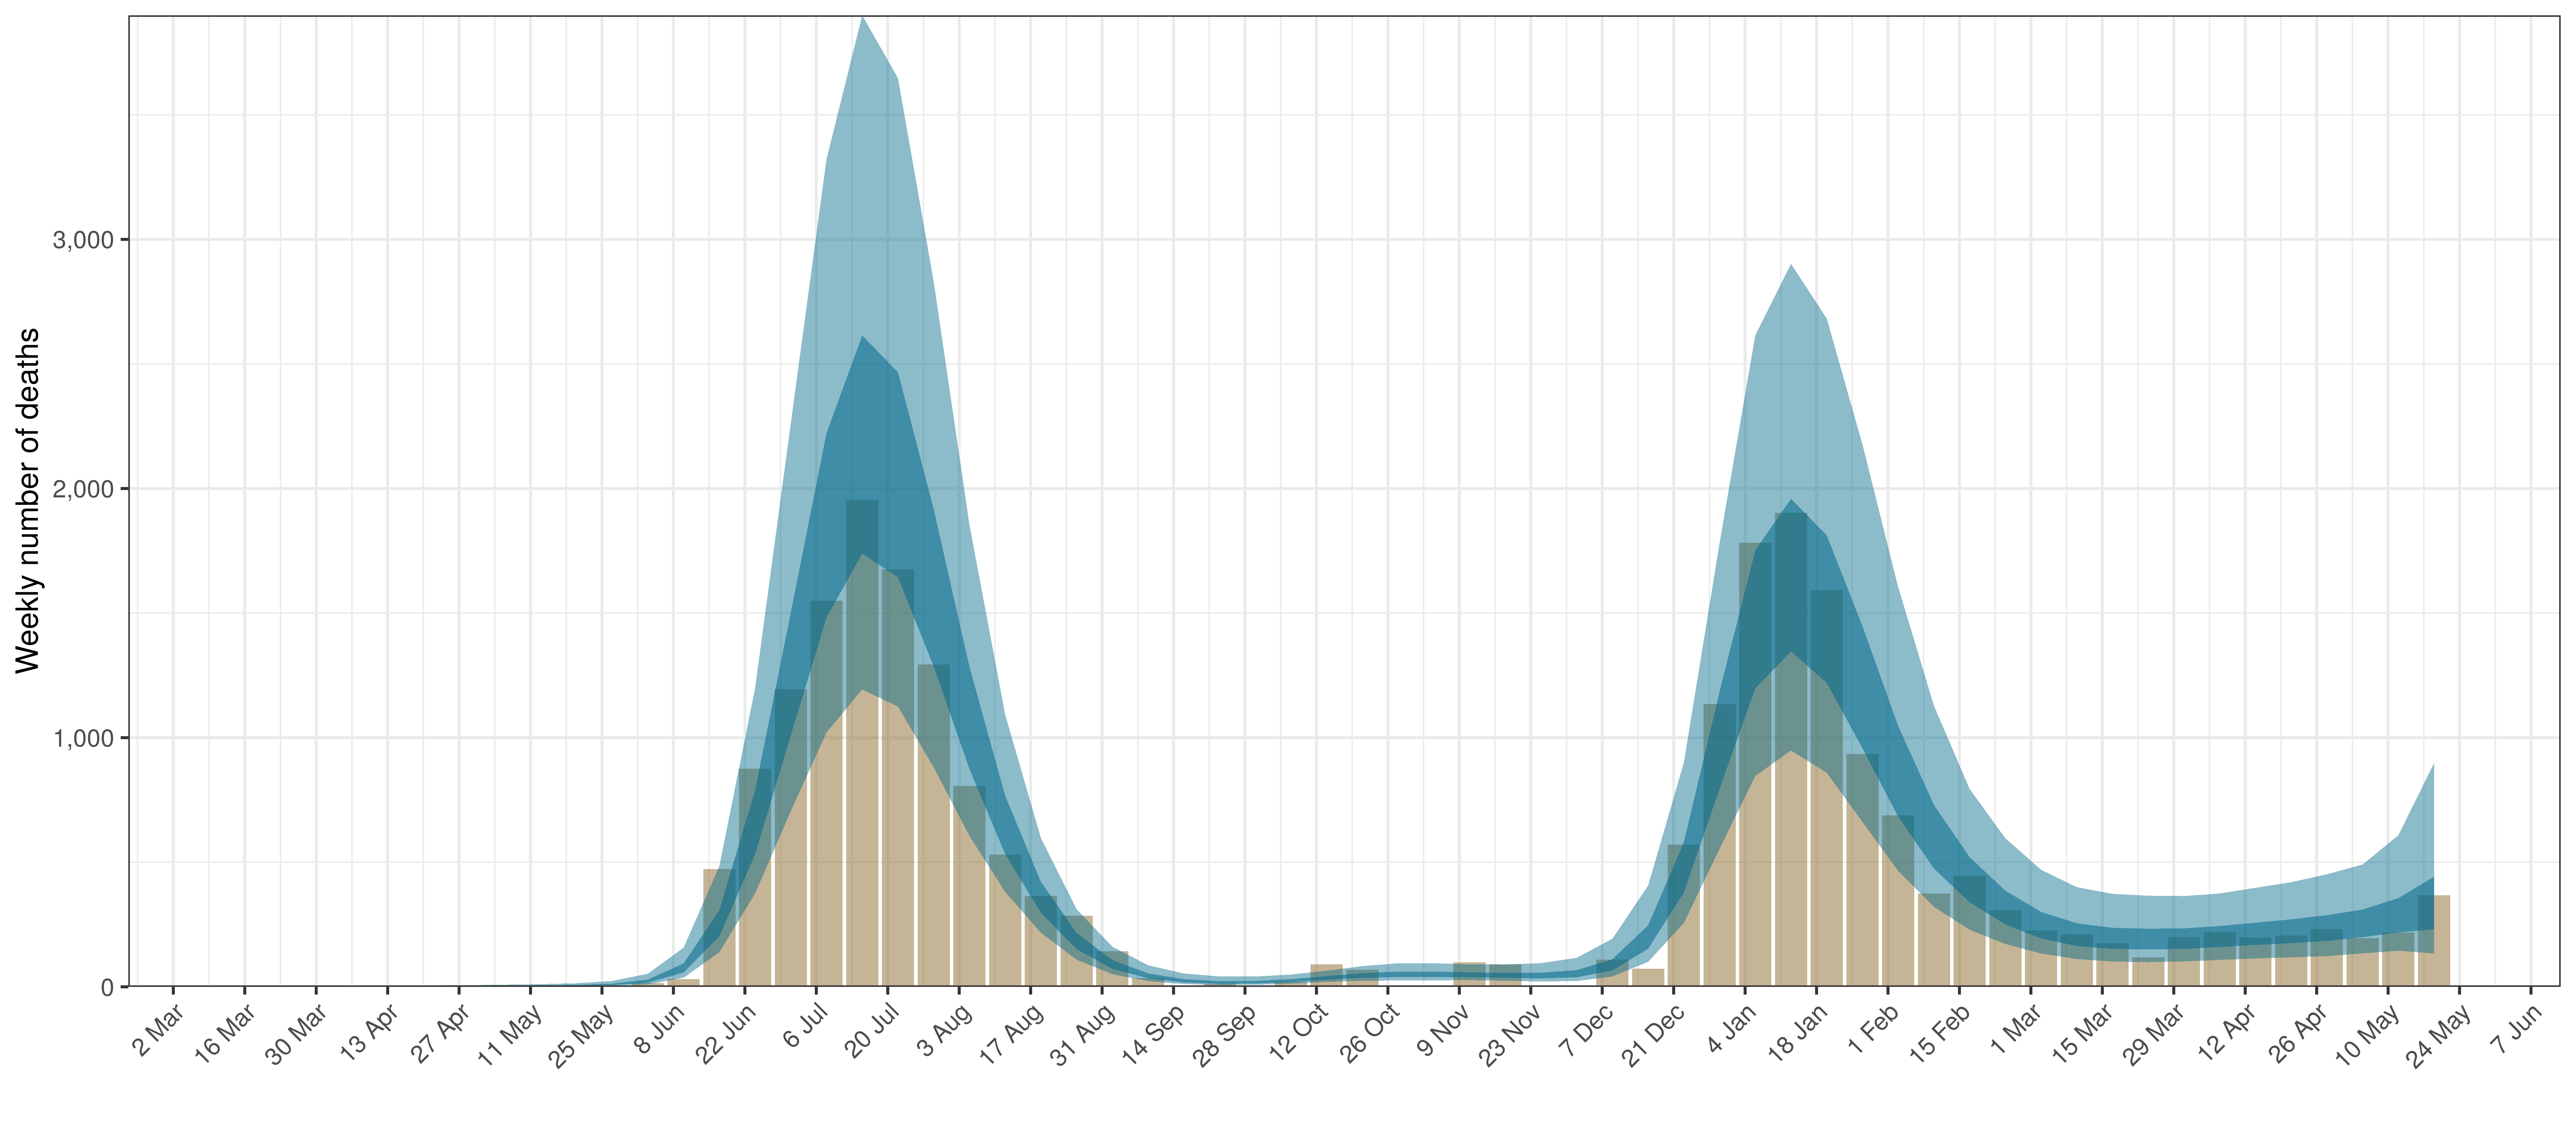 Weekly number of deaths
3,000
2,000
1,000
0
2 Mar
16 Mar
30 Mar
13 Apr
27 Apr
11 May
25 May
8 Jun
22 Jun
6 Jul
20 Jul
3 Aug
17 Aug
31 Aug
14 Sep
28 Sep
12 Oct
26 Oct
9 Nov
23 Nov
7 Dec
21 Dec
4 Jan
18 Jan
1 Feb
15 Feb
1 Mar
15 Mar
29 Mar
12 Apr
26 Apr
10 May
24 May
7 Jun